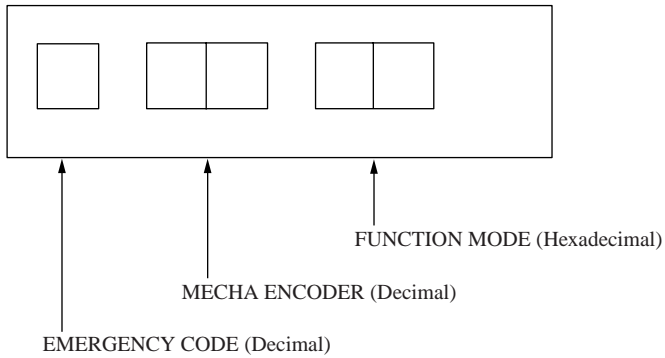 FUNCTION MODE (Hexadecimal)
MECHA ENCODER (Decimal)
EMERGENCY CODE (Decimal)